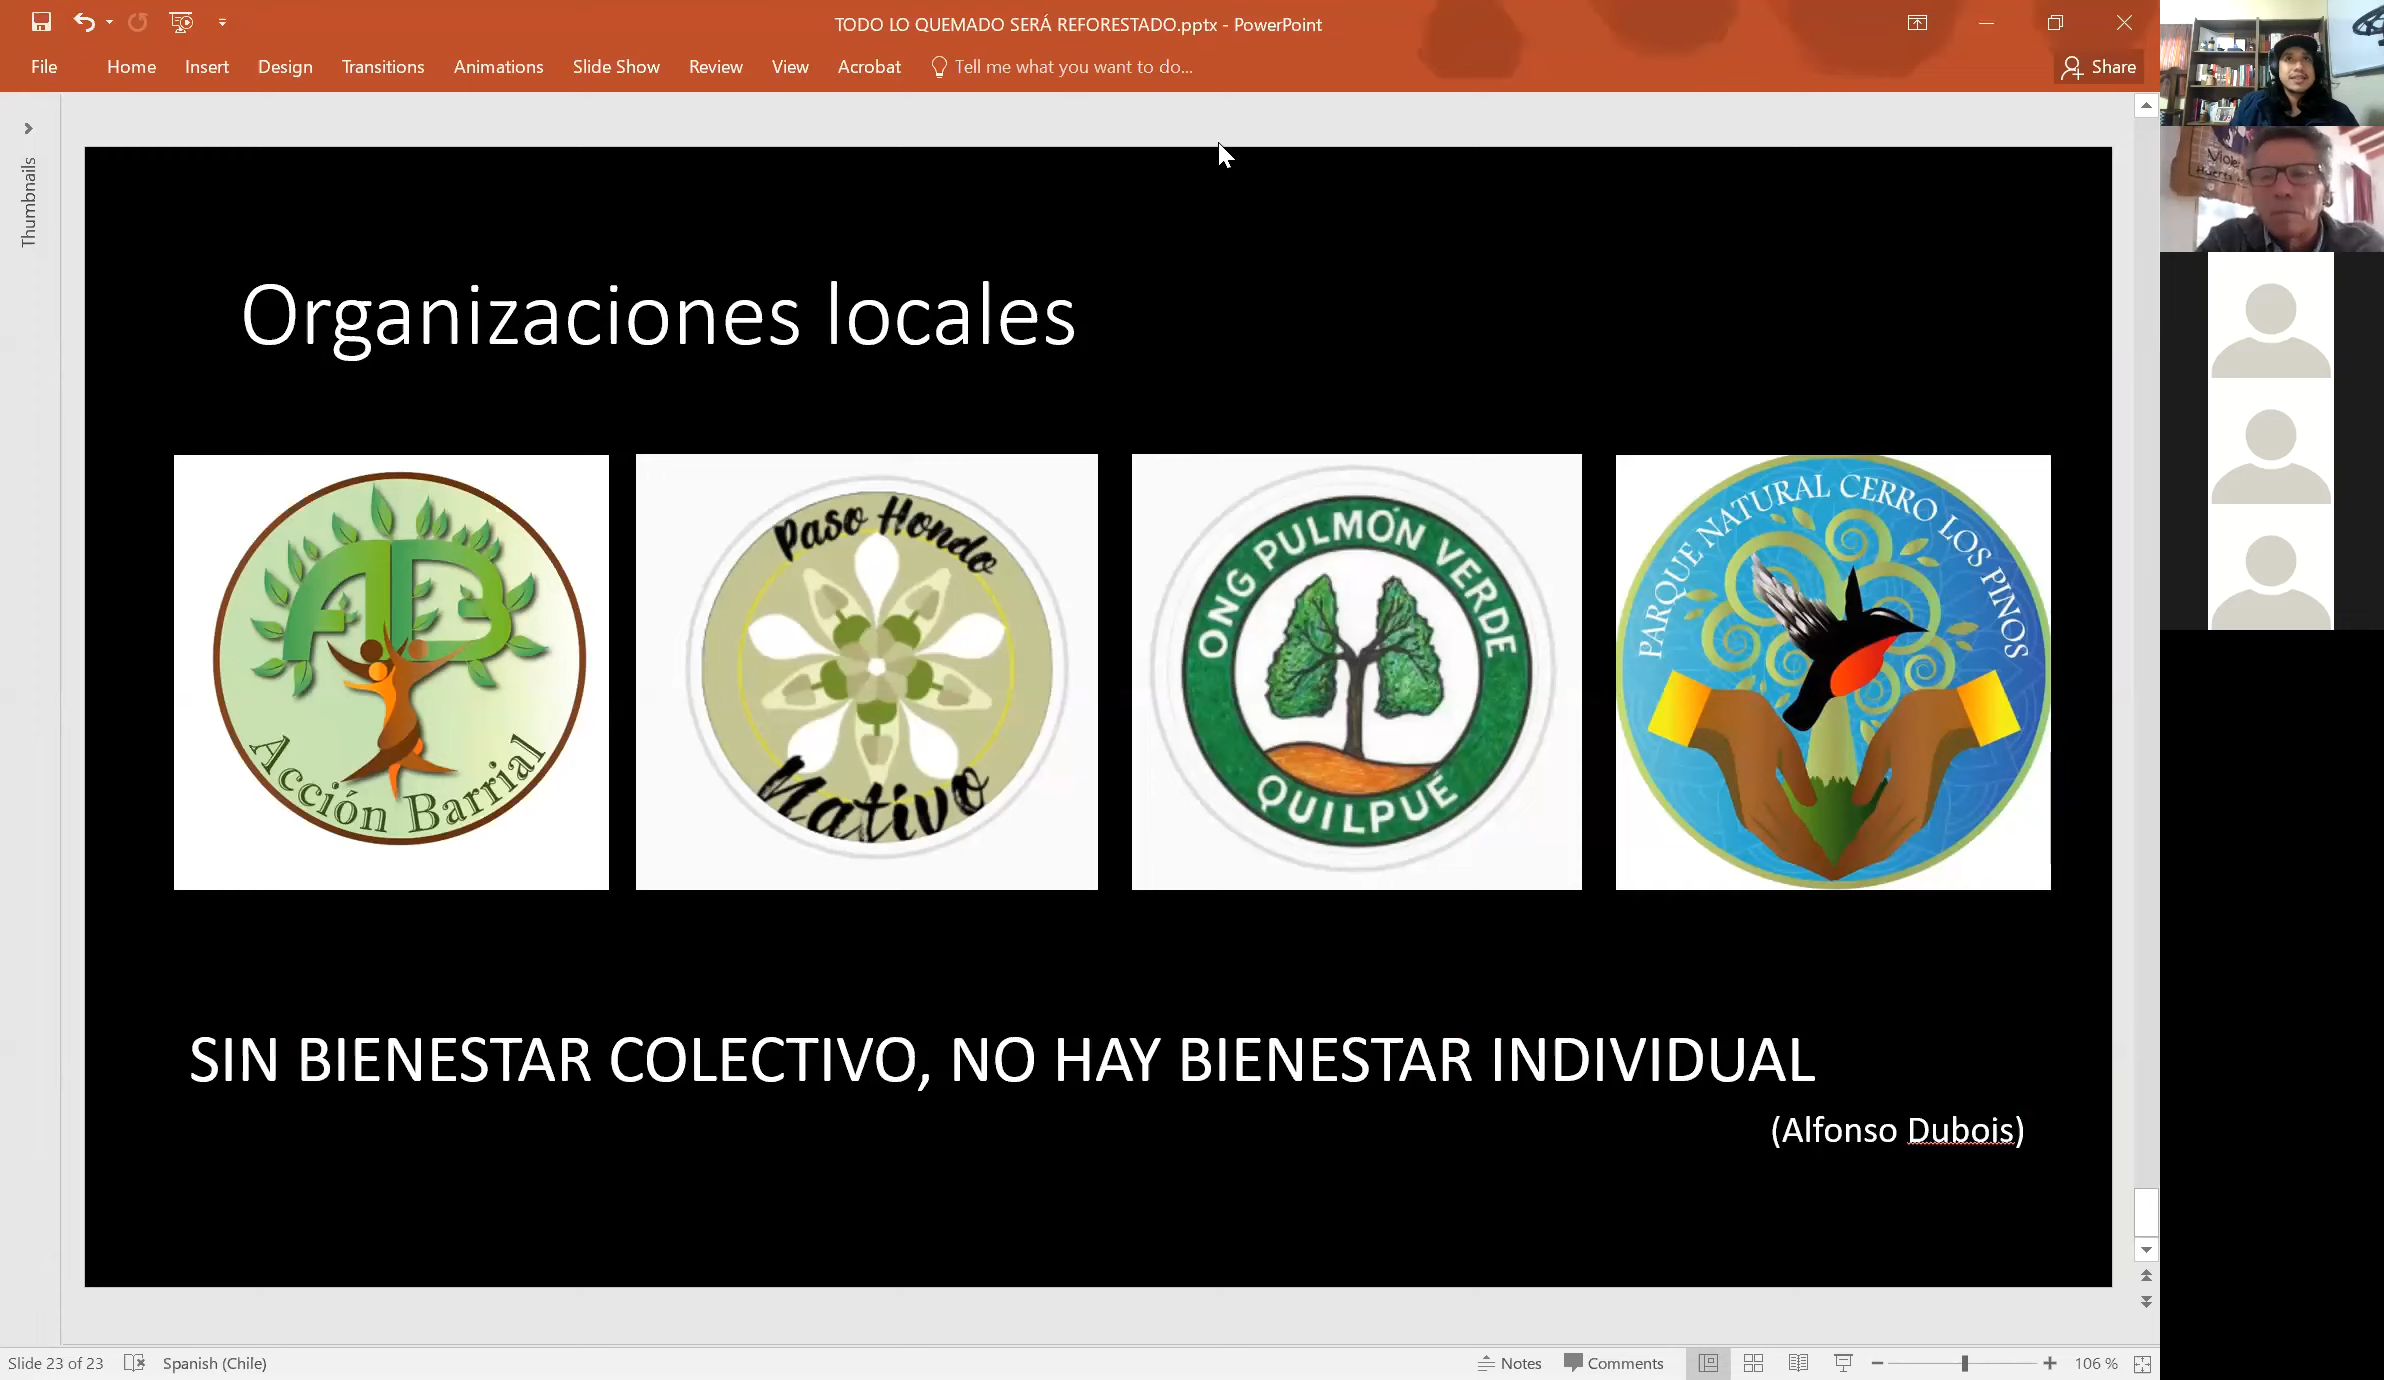 TODO LO QUEMADO SERÁ REFORESTADO.pptx - PowerPoint
File Home Insert Design Transitions Animations Slide Show Review View Acrobat Tell me what you want to do... Share
Thumbnails
Organizaciones locales
AB
Acción Barrial
Paso Hondo
Nativo
ONG PULMÓN VERDE
QUILPUÉ
PARQUE NATURAL CERRO LOS PINOS
SIN BIENESTAR COLECTIVO, NO HAY BIENESTAR INDIVIDUAL
(Alfonso Dubois)
Slide 23 of 23 Spanish (Chile) Notes Comments 106 %